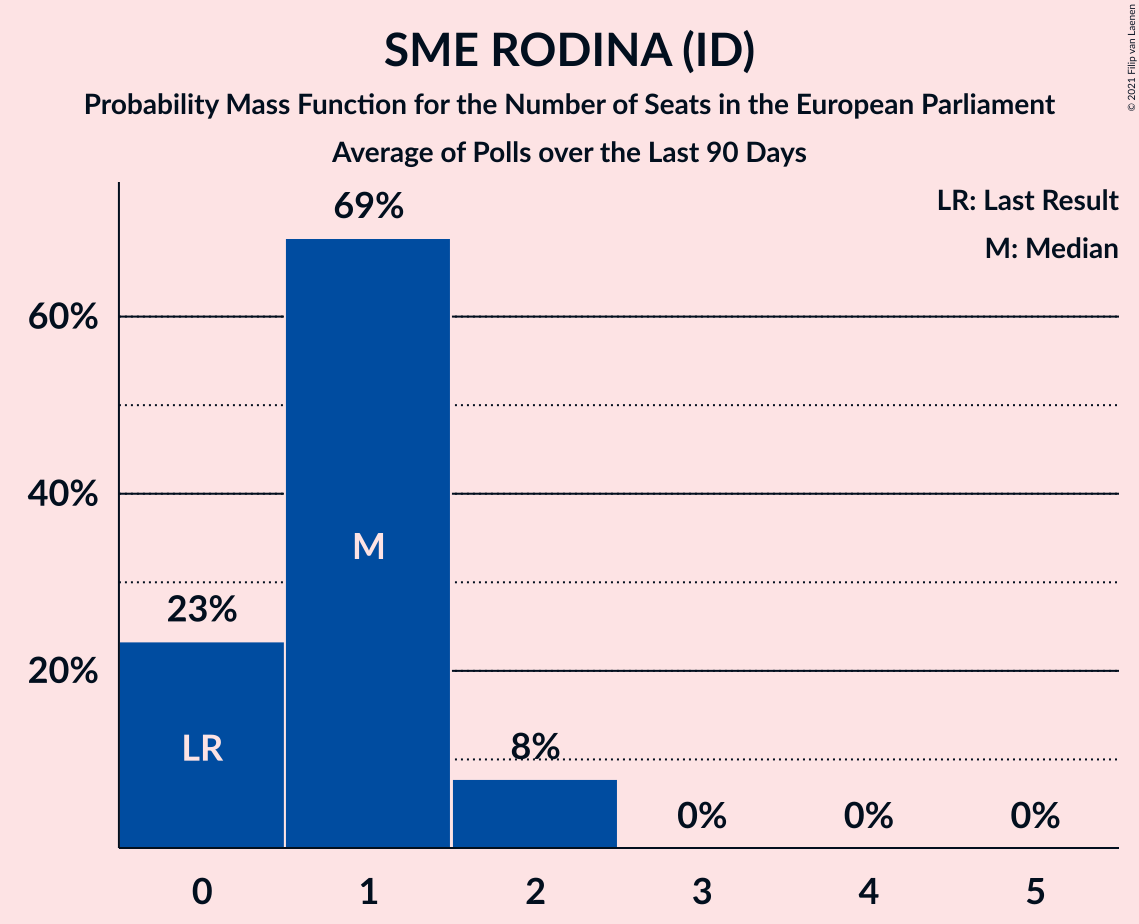 SME RODINA (ID)
Probability Mass Function for the Number of Seats in the European Parliament
Average of Polls over the Last 90 Days
© 2021 Filip van Laenen
LR: Last Result
M: Median
69%
60%
40%
20%
M
23%
LR
8%
0%
0%
0%
0
1
2
3
4
5